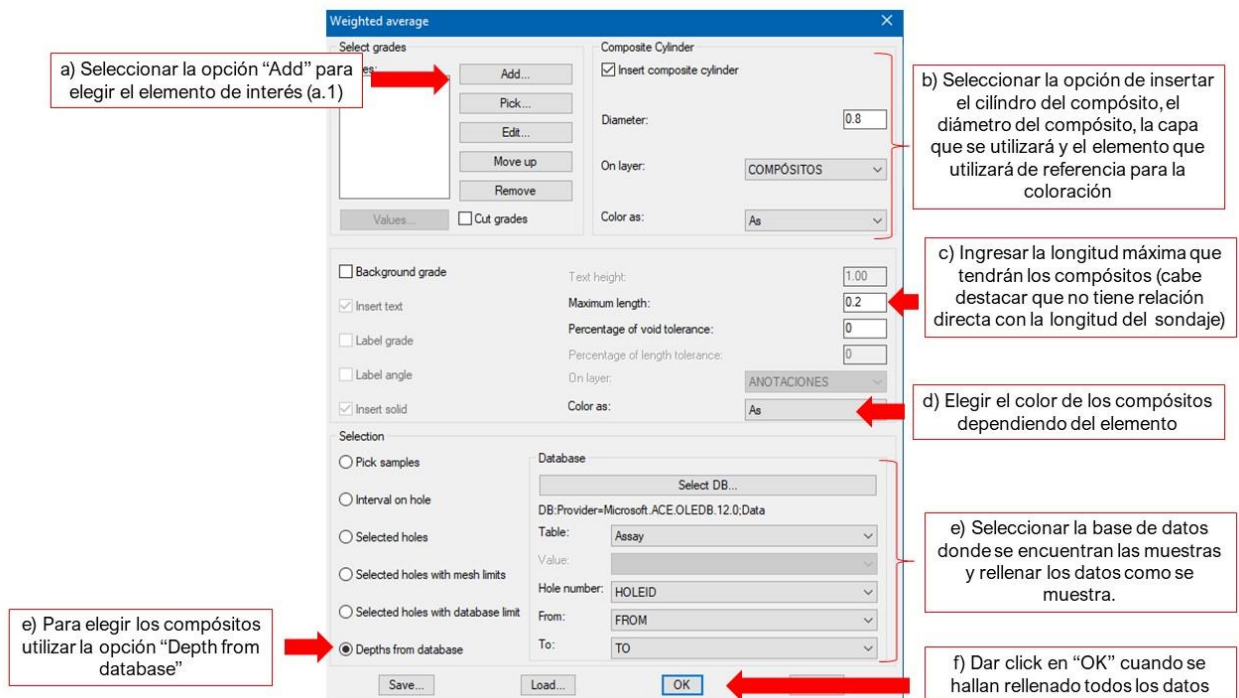 Weighted average
Select grades
a) Seleccionar la opción “Add” para
elegir el elemento de interés (a.1)
Add...
Pick...
Edit...
Move up
Remove
Values...
Cut grades
Composite Cylinder
Insert composite cylinder
Diameter:
0.8
On layer:
COMPÓSITOS
Color as:
As
b) Seleccionar la opción de insertar
el cilíndro del compósito, el
diámetro del compósito, la capa
que se utilizará y el elemento que
utilizará de referencia para la
coloración
Background grade
Insert text
Label grade
Label angle
Insert solid
Text height:
1.00
Maximum length:
0.2
Percentage of void tolerance:
0
Percentage of length tolerance:
0
On layer:
ANOTACIONES
Color as:
As
c) Ingresar la longitud máxima que
tendrán los compósitos (cabe
destacar que no tiene relación
directa con la longitud del sondaje)
d) Elegir el color de los compósitos
dependiendo del elemento
Selection
Pick samples
Interval on hole
Selected holes
Selected holes with mesh limits
Selected holes with database limit
Depths from database
Database
Select DB...
DB:Provider=Microsoft.ACE.OLEDB.12.0;Data
Table:
Assay
Value:
Hole number:
HOLEID
From:
FROM
To:
TO
e) Seleccionar la base de datos
donde se encuentran las muestras
y rellenar los datos como se
muestra.
e) Para elegir los compósitos
utilizar la opción “Depth from
database”
Save...
Load...
OK
f) Dar click en “OK” cuando se
hallan rellenado todos los datos